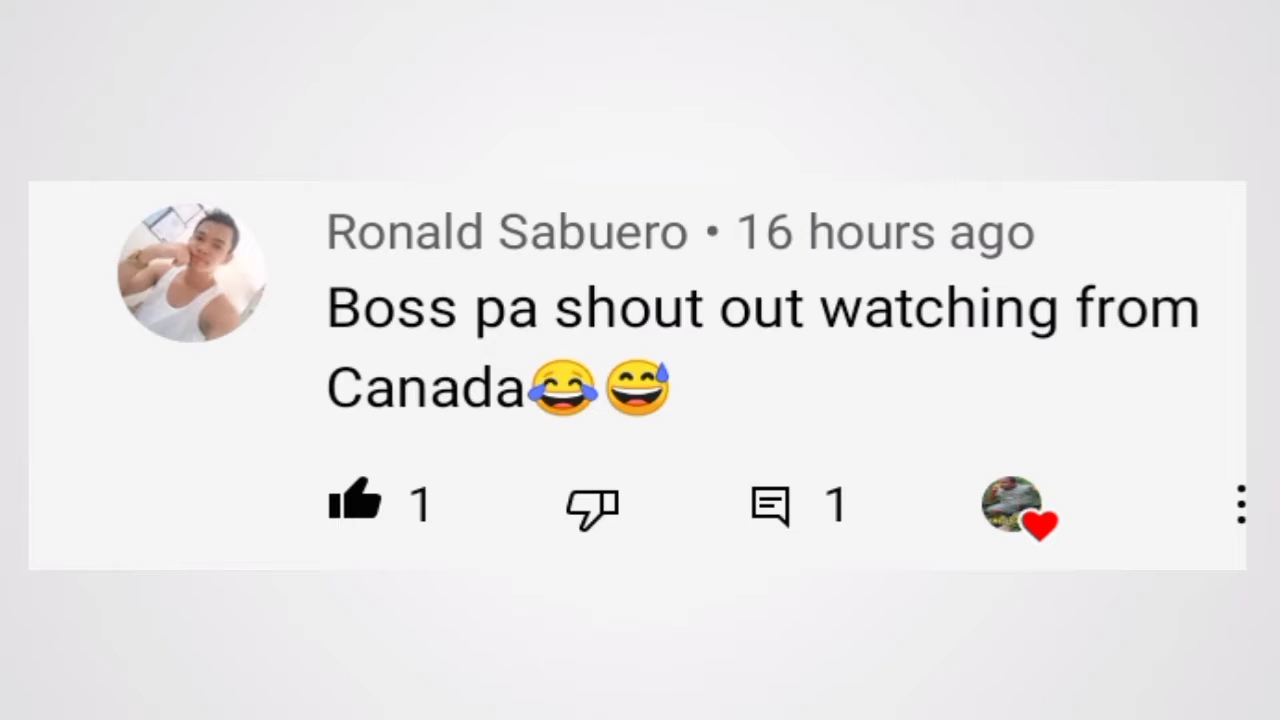 Ronald Sabuero • 16 hours ago
Boss pa shout out watching from
Canada😂😅
1 1